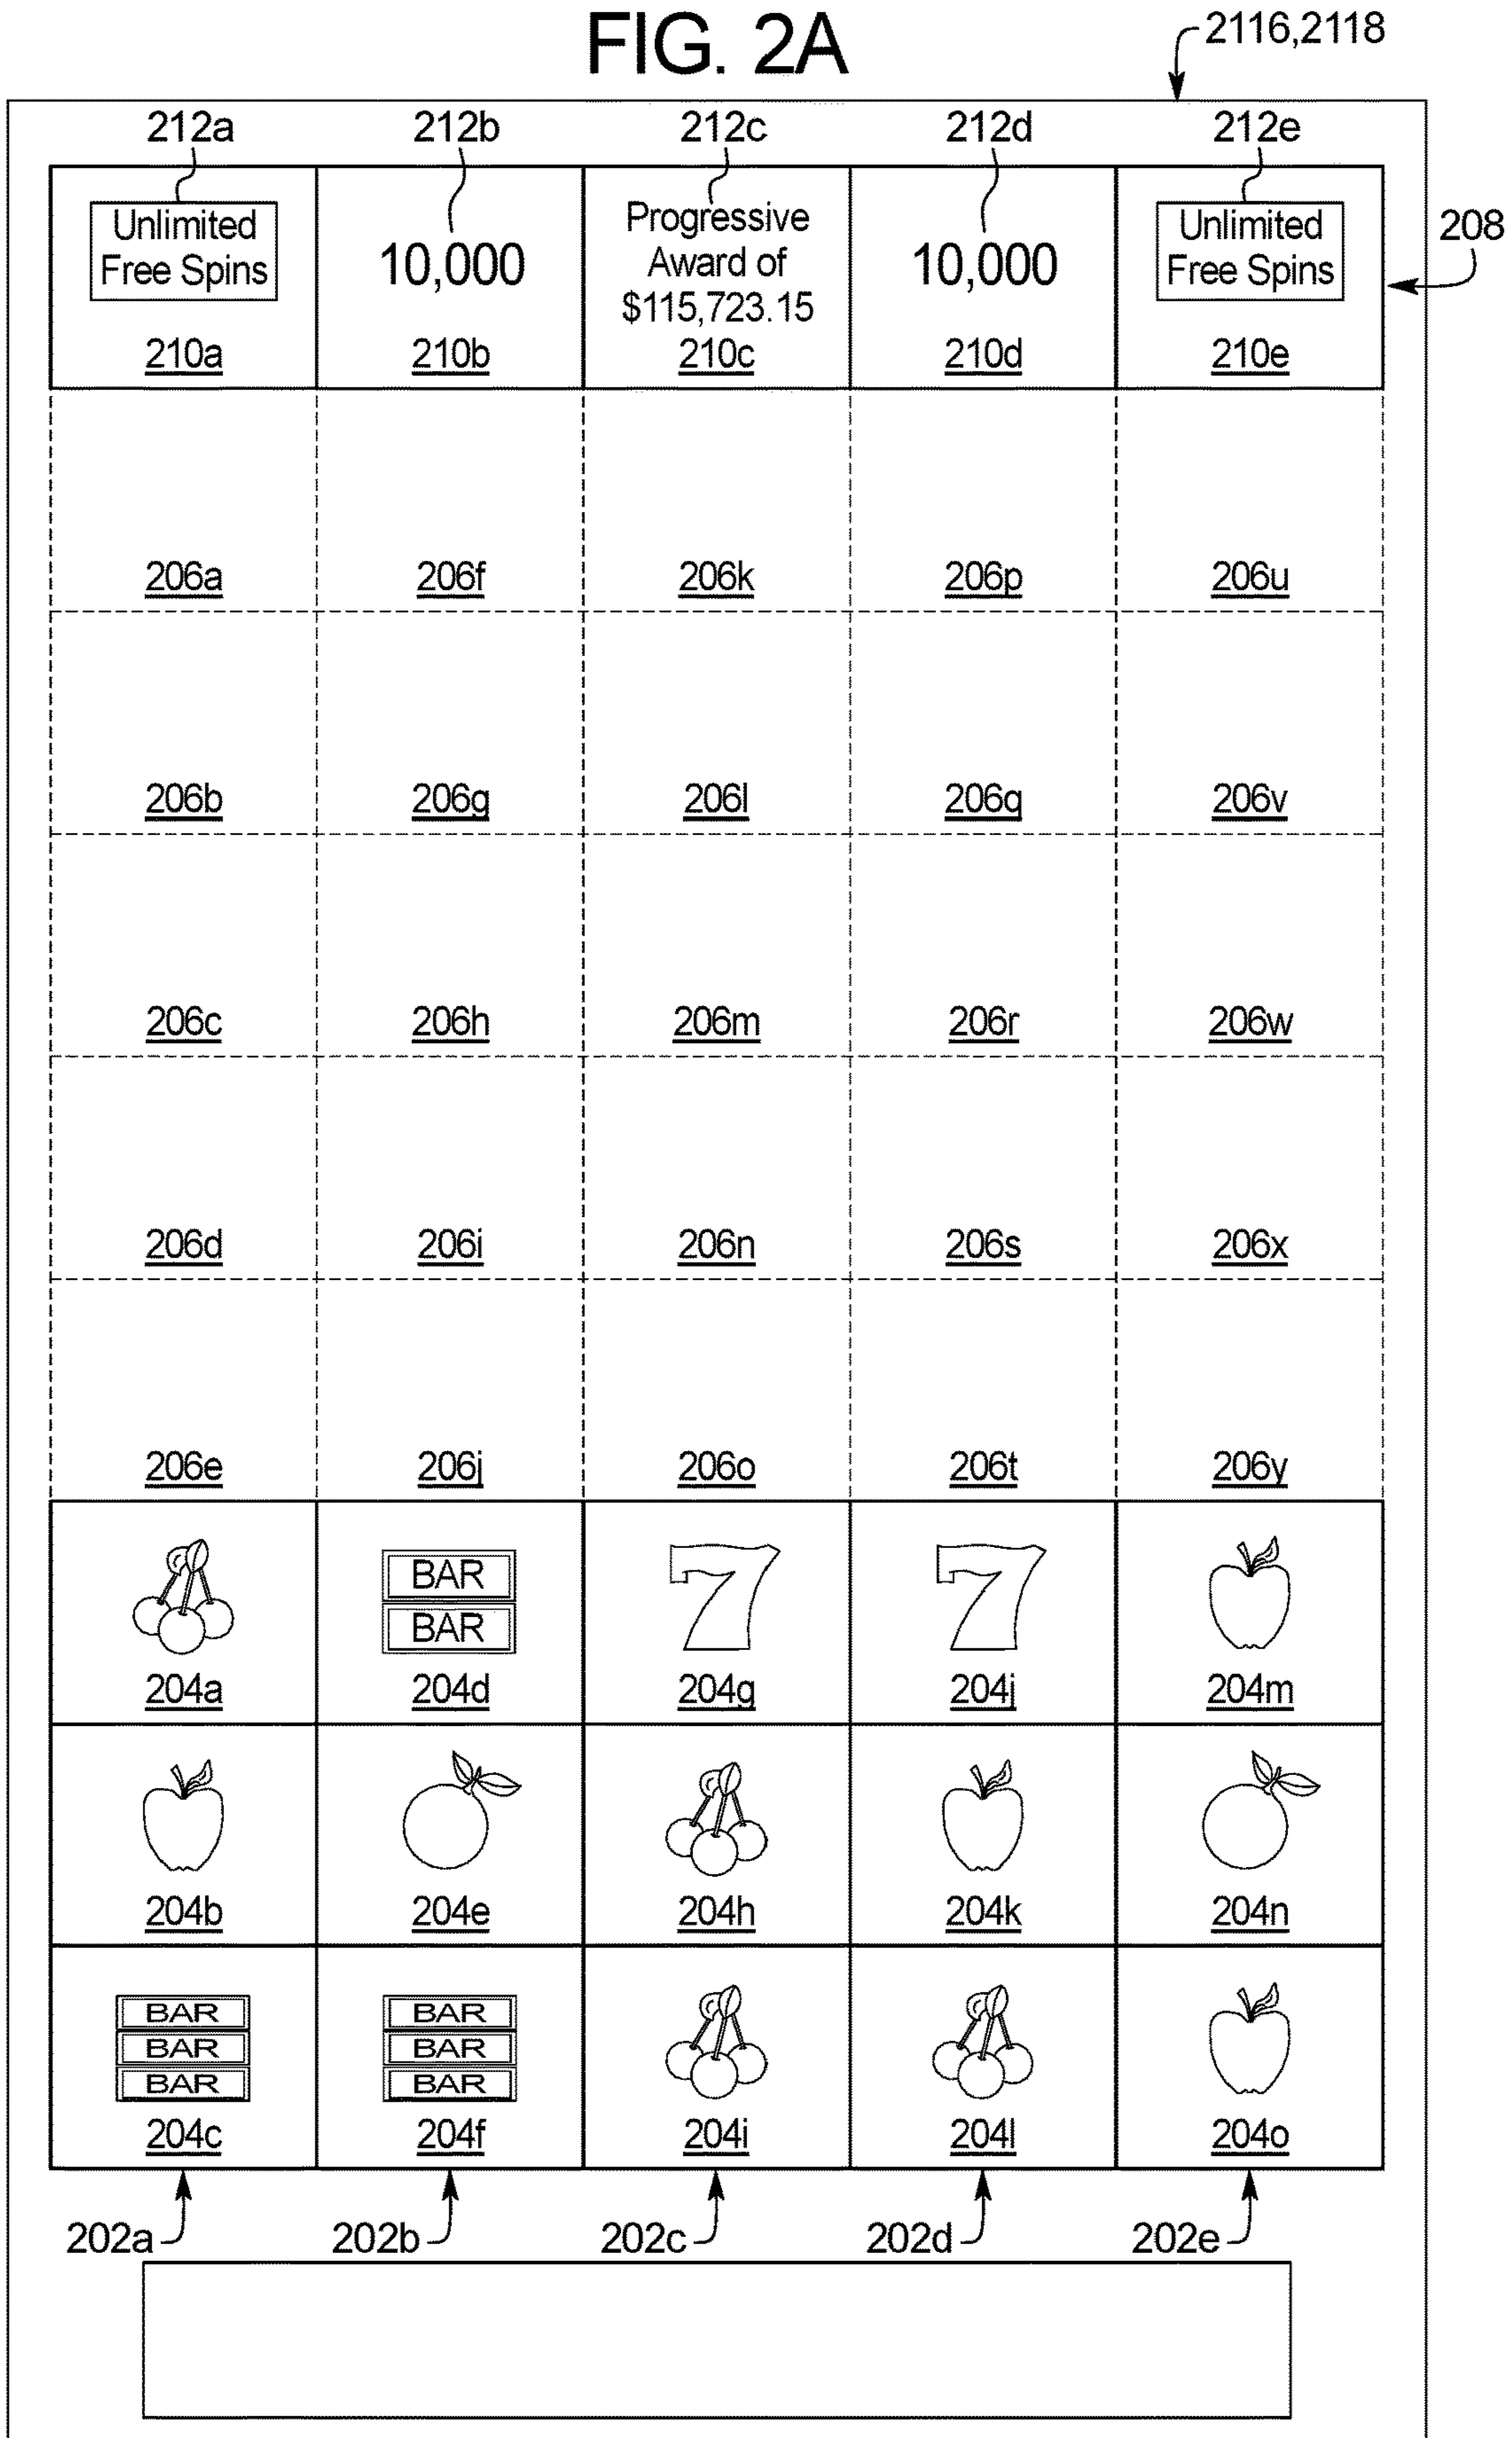 FIG. 2A
2116,2118
212a 212b 212c 212d 212e
208
Unlimited
Free Spins
210a
10,000
210b
Progressive
Award of
$115,723.15
210c
10,000
210d
Unlimited
Free Spins
210e
206a 206f 206k 206p 206u
206b 206g 206l 206q 206v
206c 206h 206m 206r 206w
206d 206i 206n 206s 206x
206e 206j 206o 206t 206y
BAR
BAR
204a 204d 204g 204j 204m
204b 204e 204h 204k 204n
BAR BAR
BAR BAR
BAR BAR
204c 204f 204i 204l 204o
202a 202b 202c 202d 202e